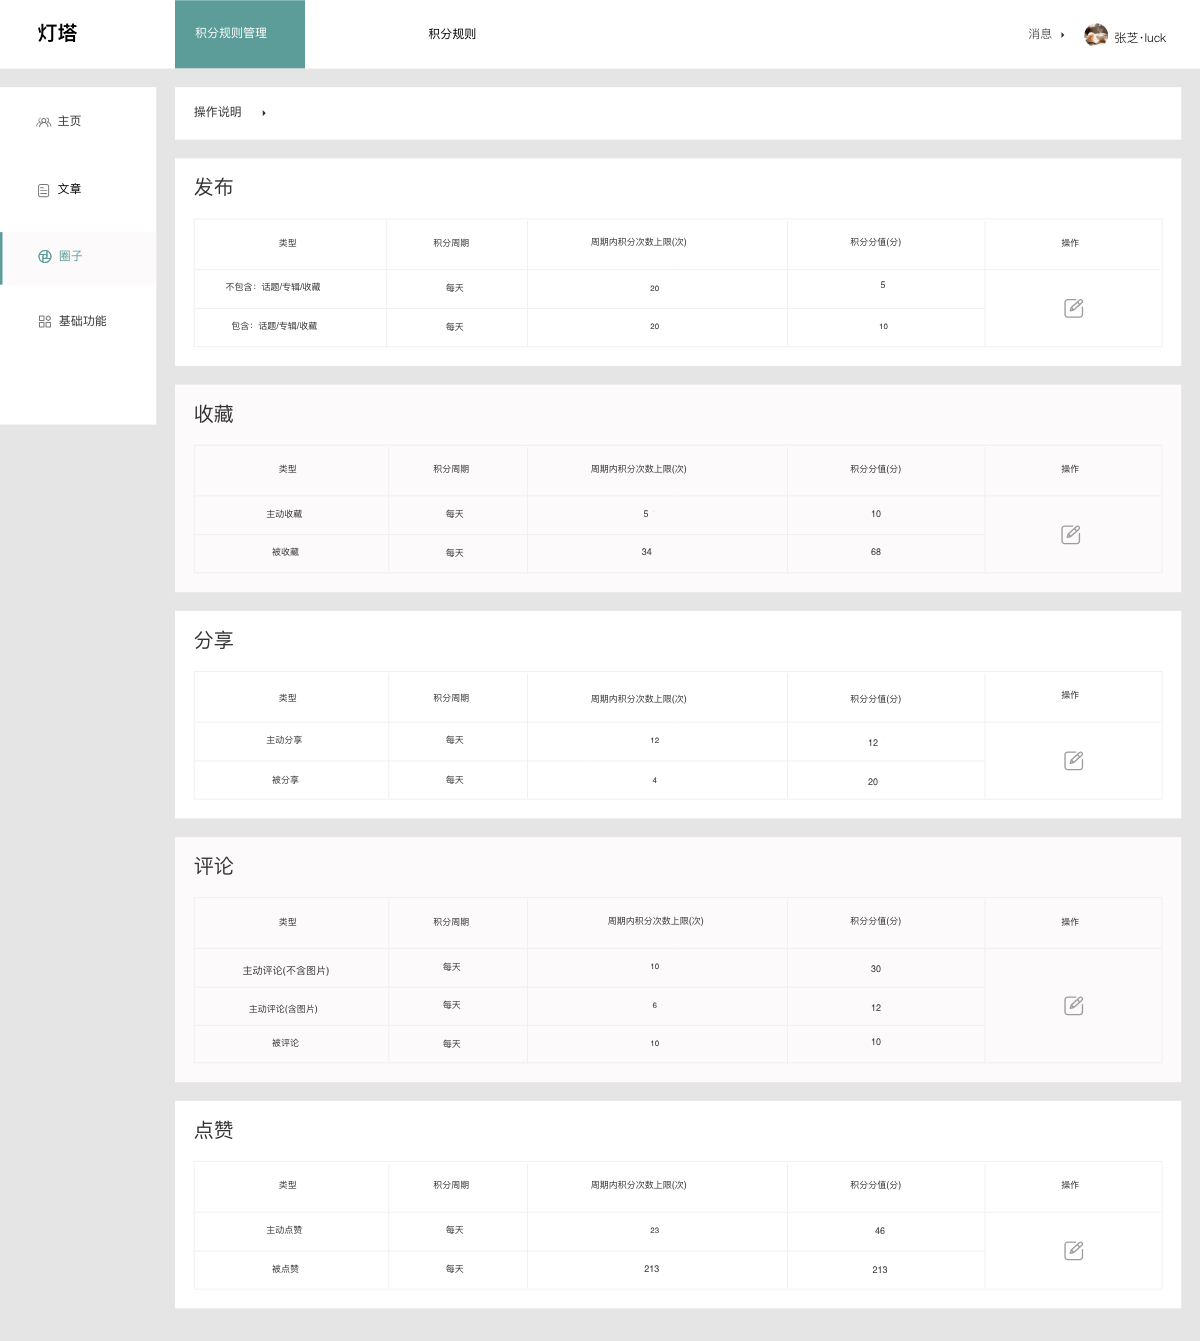 灯塔
积分规则管理
积分规则
消息
张芝·luck
主页
文章
圈子
基础功能
操作说明
发布
类型 积分周期 周期内积分次数上限(次) 积分分值(分) 操作
不包含：话题/专辑/收藏 每天 20 5
包含：话题/专辑/收藏 每天 20 10
收藏
类型 积分周期 周期内积分次数上限(次) 积分分值(分) 操作
主动收藏 每天 5 10
被收藏 每天 34 68
分享
类型 积分周期 周期内积分次数上限(次) 积分分值(分) 操作
主动分享 每天 12 12
被分享 每天 4 20
评论
类型 积分周期 周期内积分次数上限(次) 积分分值(分) 操作
主动评论(不含图片) 每天 10 30
主动评论(含图片) 每天 6 12
被评论 每天 10 10
点赞
类型 积分周期 周期内积分次数上限(次) 积分分值(分) 操作
主动点赞 每天 23 46
被点赞 每天 213 213